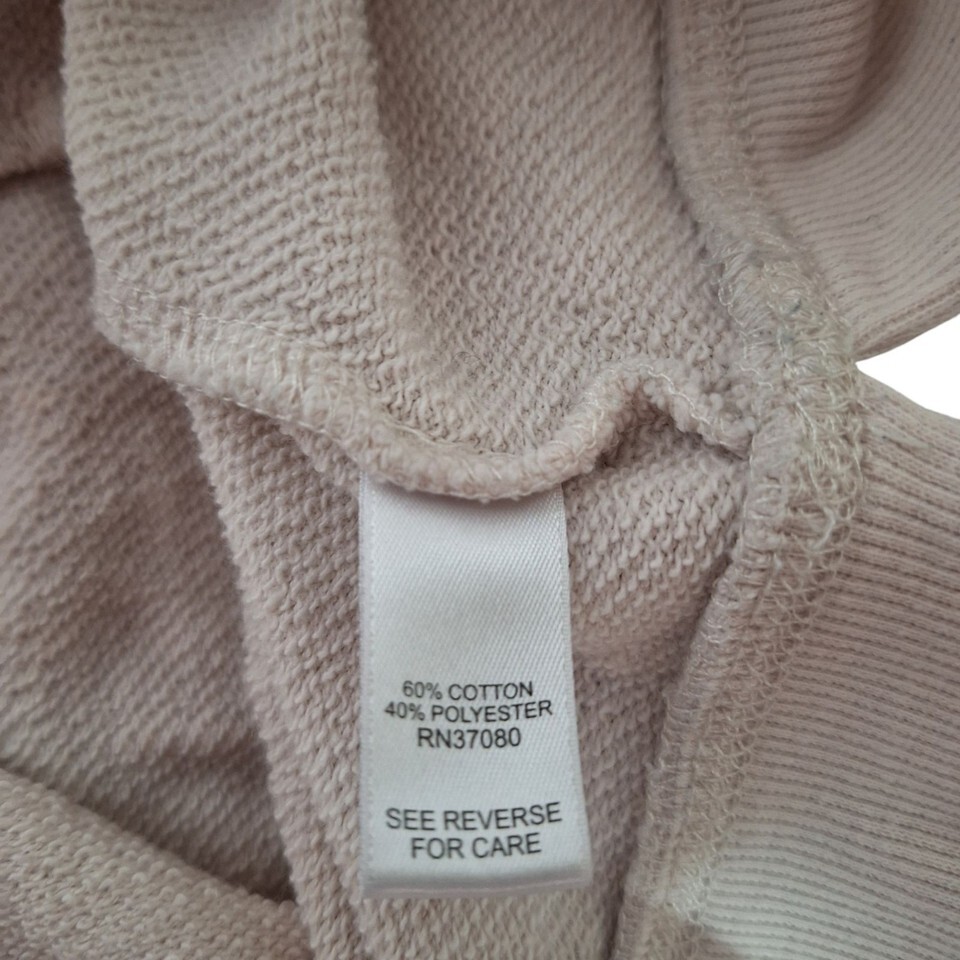 60% COTTON
40% POLYESTER
RN37080
SEE REVERSE
FOR CARE